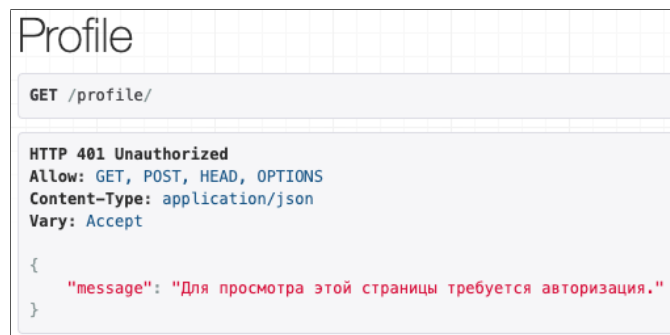 Profile
GET /profile/
HTTP 401 Unauthorized
Allow: GET, POST, HEAD, OPTIONS
Content-Type: application/json
Vary: Accept
{
"message": "Для просмотра этой страницы требуется авторизация."
}